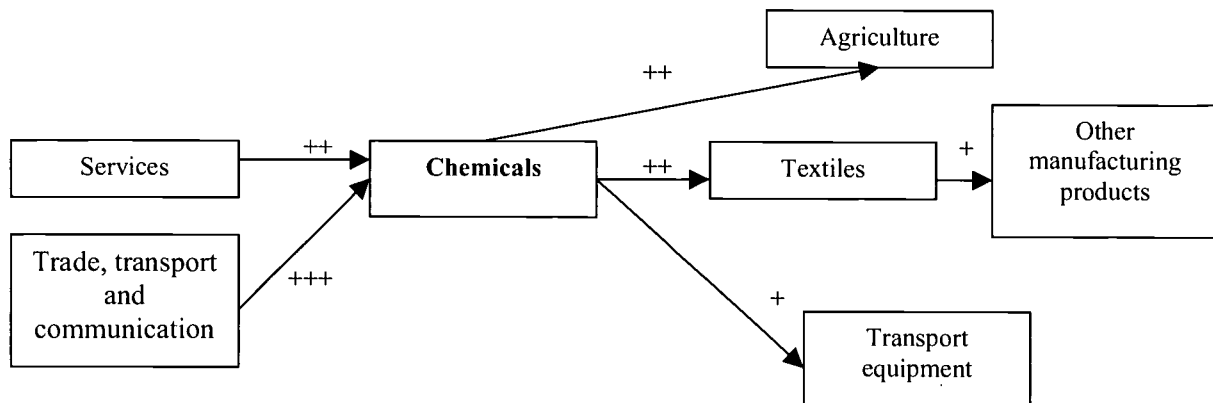 Agriculture
++
Services
++
Chemicals
++
Textiles
+
Other
manufacturing
products
Trade, transport
and
communication
+++
+
Transport
equipment